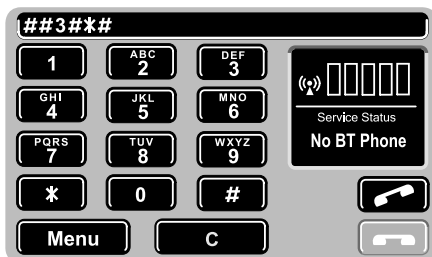 ##3#*#
1
ABC
2
DEF
3
GHI
4
JKL
5
MNO
6
PQRS
7
TUV
8
WXYZ
9
*
0
#
Menu
C
Service Status
No BT Phone